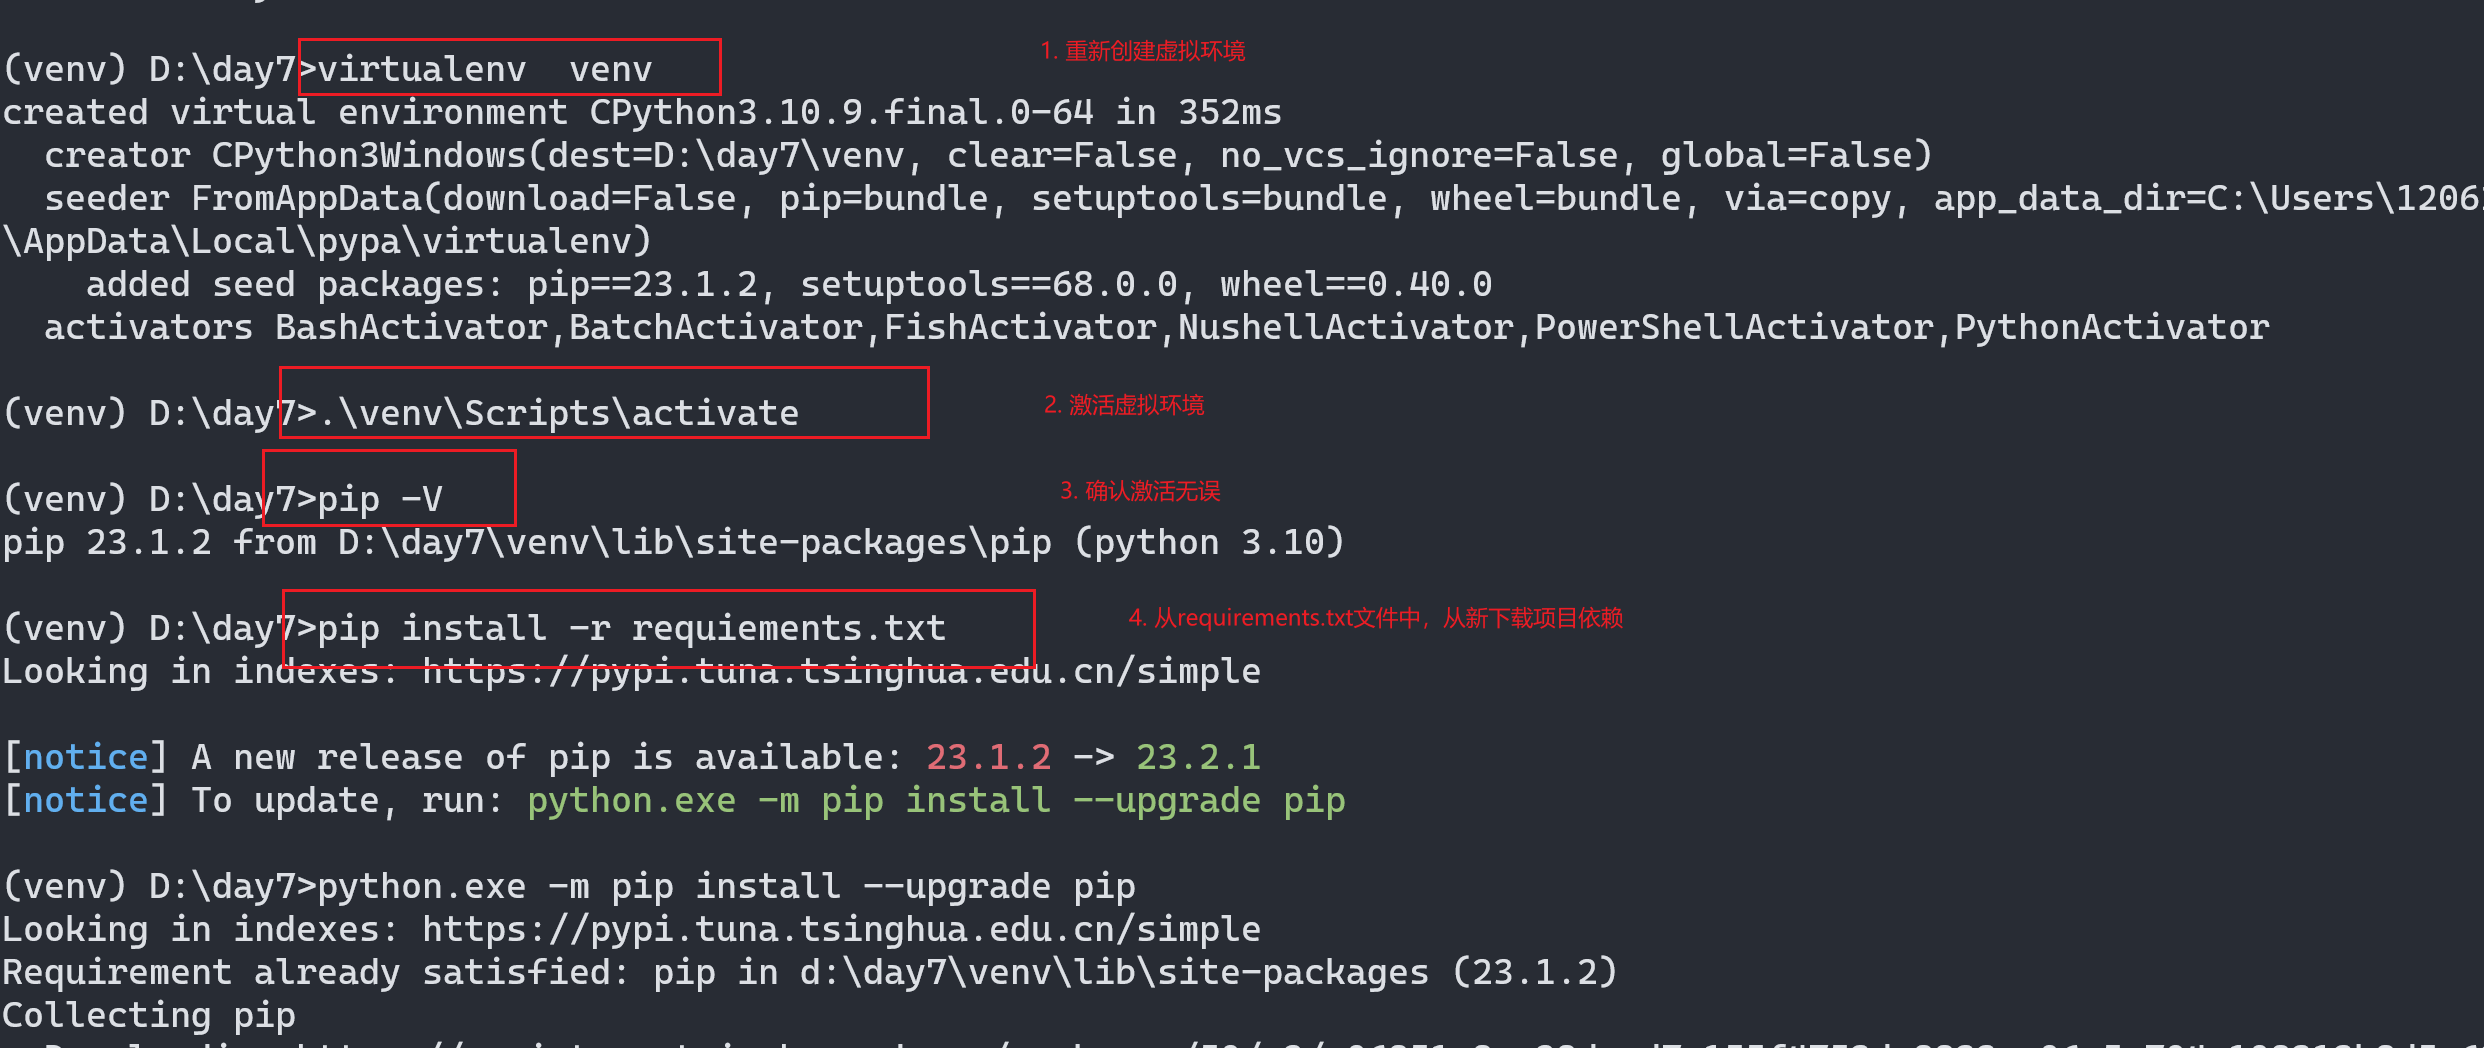 (venv) D:\day7>virtualenv  venv
1. 重新创建虚拟环境
created virtual environment CPython3.10.9.final.0-64 in 352ms
  creator CPython3Windows(dest=D:\day7\venv, clear=False, no_vcs_ignore=False, global=False)
  seeder FromAppData(download=False, pip=bundle, setuptools=bundle, wheel=bundle, via=copy, app_data_dir=C:\Users\1206
\AppData\Local\pypa\virtualenv)
    added seed packages: pip==23.1.2, setuptools==68.0.0, wheel==0.40.0
  activators BashActivator,BatchActivator,FishActivator,NushellActivator,PowerShellActivator,PythonActivator
(venv) D:\day7>.\venv\Scripts\activate
2. 激活虚拟环境
(venv) D:\day7>pip -V
3. 确认激活无误
pip 23.1.2 from D:\day7\venv\lib\site-packages\pip (python 3.10)
(venv) D:\day7>pip install -r requiements.txt
4. 从requirements.txt文件中，从新下载项目依赖
Looking in indexes: https://pypi.tuna.tsinghua.edu.cn/simple
[notice] A new release of pip is available: 23.1.2 -> 23.2.1
[notice] To update, run: python.exe -m pip install --upgrade pip
(venv) D:\day7>python.exe -m pip install --upgrade pip
Looking in indexes: https://pypi.tuna.tsinghua.edu.cn/simple
Requirement already satisfied: pip in d:\day7\venv\lib\site-packages (23.1.2)
Collecting pip